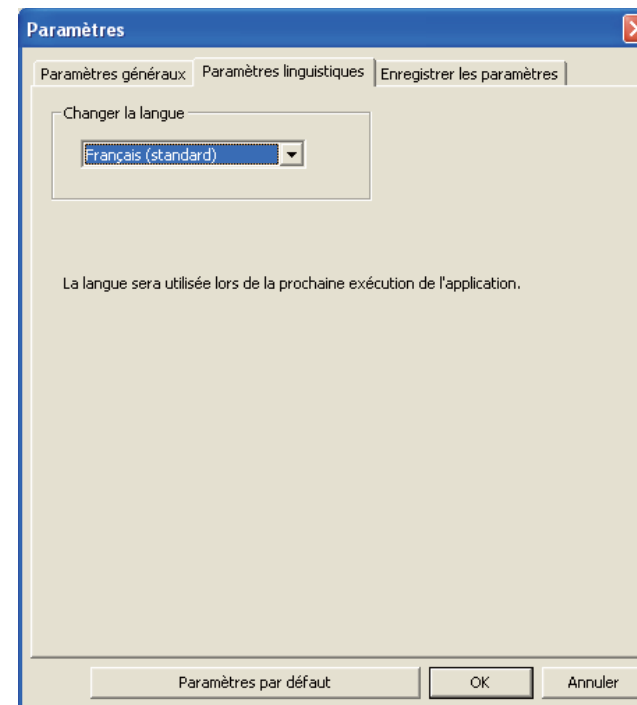 Paramètres
Paramètres généraux Paramètres linguistiques Enregistrer les paramètres
Changer la langue
Français (standard)
La langue sera utilisée lors de la prochaine exécution de l'application.
Paramètres par défaut OK Annuler